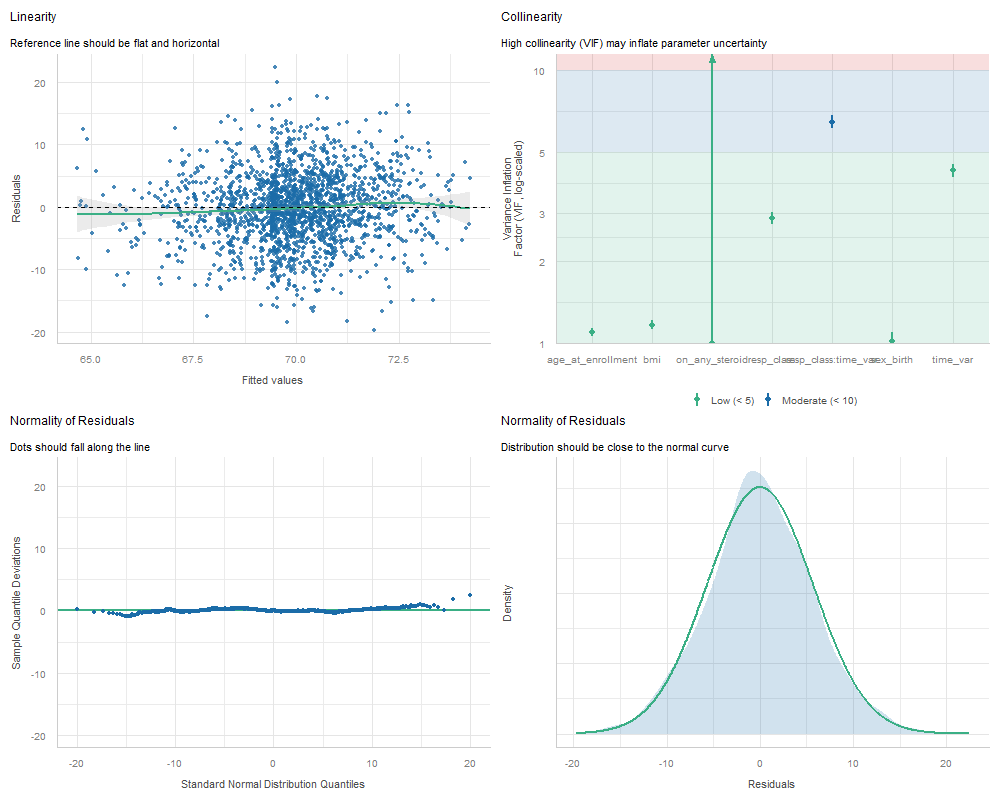 Linearity
Reference line should be flat and horizontal
20
10
0
-10
-20
Residuals
65.0 67.5 70.0 72.5
Fitted values
Collinearity
High collinearity (VIF) may inflate parameter uncertainty
10
5
3
2
1
Variance Inflation
Factor (VIF, log-scaled)
age_at_enrollment bmi on_any_steroid time_var
Low (< 5) Moderate (< 10)
Normality of Residuals
Dots should fall along the line
20
10
0
-10
-20
Sample Quantile Deviations
-20 -10 0 10 20
Standard Normal Distribution Quantiles
Normality of Residuals
Distribution should be close to the normal curve
Density
-20 -10 0 10 20
Residuals